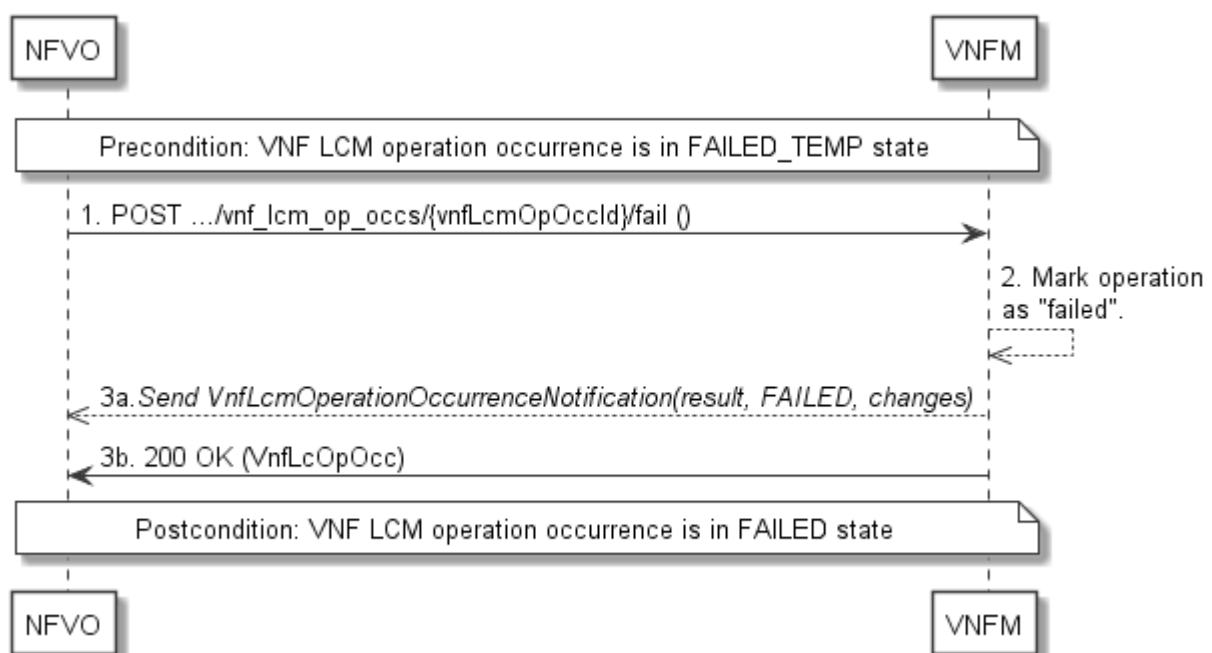 NFVO VNFM
Precondition: VNF LCM operation occurrence is in FAILED_TEMP state
1. POST .../vnf_lcm_op_occs/{vnfLcmOpOccId}/fail ()
2. Mark operation
as "failed".
3a.Send VnfLcmOperationOccurrenceNotification(result, FAILED, changes)
3b. 200 OK (VnfLcOpOcc)
Postcondition: VNF LCM operation occurrence is in FAILED state
NFVO VNFM